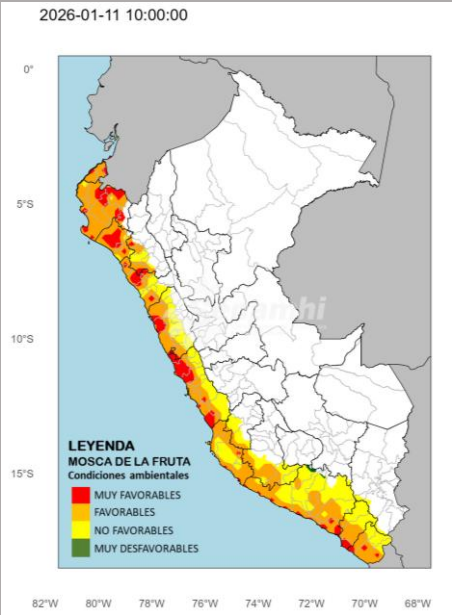 2026-01-11 10:00:00
0°
5°S
10°S
senamhi
LEYENDA
MOSCA DE LA FRUTA
Condiciones ambientales
15°S
MUY FAVORABLES
FAVORABLES
NO FAVORABLES
MUY DESFAVORABLES
82°W 80°W 78°W 76°W 74°W 72°W 70°W 68°W